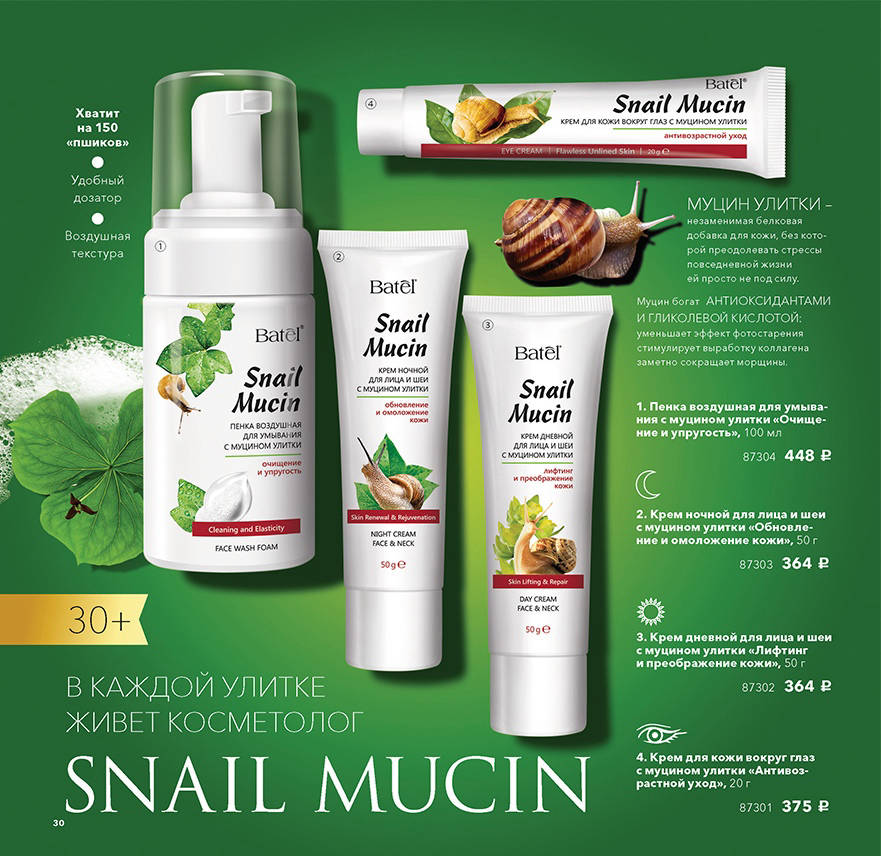 Хватит
на 150
«пшиков»
Удобный
дозатор
Воздушная
текстура
1
Batel®
Snail
Mucin
ПЕНКА ВОЗДУШНАЯ
ДЛЯ УМЫВАНИЯ
С МУЦИНОМ УЛИТКИ
очищение
и упругость
Cleaning and Elasticity
FACE WASH FOAM
2
Batel
Snail
Mucin
КРЕМ НОЧНОЙ
ДЛЯ ЛИЦА И ШЕИ
С МУЦИНОМ УЛИТКИ
обновление
и омоложение
кожи
Skin Renewal & Rejuvenation
NIGHT CREAM
FACE & NECK
50 g ℮
3
Batel®
Snail
Mucin
КРЕМ ДНЕВНОЙ
ДЛЯ ЛИЦА И ШЕИ
С МУЦИНОМ УЛИТКИ
лифтинг
и преображение
кожи
Skin Lifting & Repair
DAY CREAM
FACE & NECK
50 g ℮
4
Batel®
Snail Mucin
КРЕМ ДЛЯ КОЖИ ВОКРУГ ГЛАЗ С МУЦИНОМ УЛИТКИ
антивозрастной уход
EYE CREAM | Flawless Unlined Skin | 20 g ℮
МУЦИН УЛИТКИ –
незаменимая белковая
добавка для кожи, без кото-
рой преодолевать стрессы
повседневной жизни
ей просто не под силу.
Муцин богат АНТИОКСИДАНТАМИ
И ГЛИКОЛЕВОЙ КИСЛОТОЙ:
уменьшает эффект фотостарения
стимулирует выработку коллагена
заметно сокращает морщины.
1. Пенка воздушная для умыва-
ния с муцином улитки «Очище-
ние и упругость», 100 мл
87304 448 ₽
2. Крем ночной для лица и шеи
с муцином улитки «Обновле-
ние и омоложение кожи», 50 г
87303 364 ₽
3. Крем дневной для лица и шеи
с муцином улитки «Лифтинг
и преображение кожи», 50 г
87302 364 ₽
4. Крем для кожи вокруг глаз
с муцином улитки «Антивоз-
растной уход», 20 г
87301 375 ₽
30+
В КАЖДОЙ УЛИТКЕ
ЖИВЕТ КОСМЕТОЛОГ
SNAIL MUCIN
30